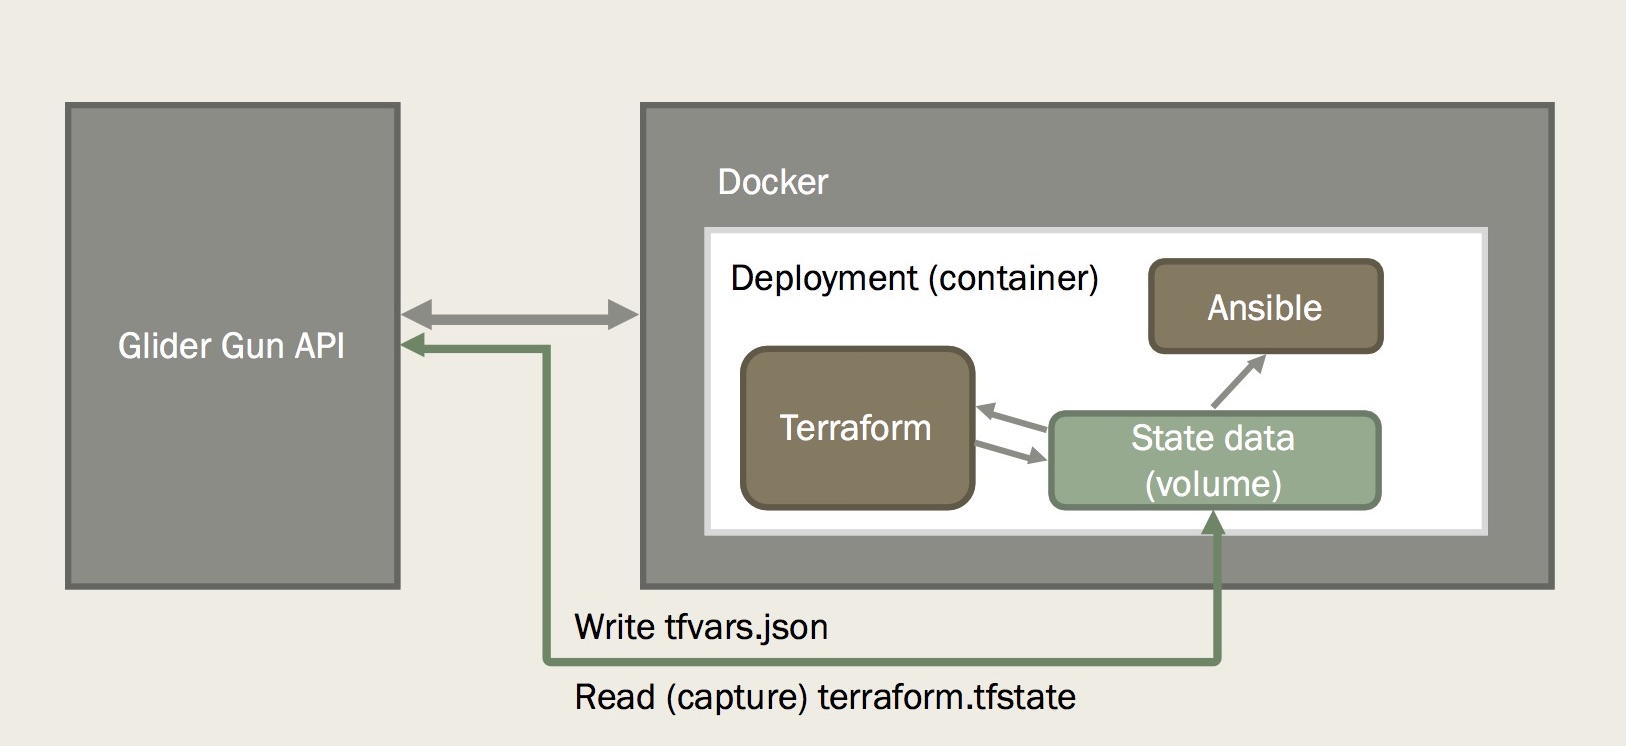 Docker
Deployment (container)
Ansible
Glider Gun API
Terraform
State data
(volume)
Write tfvars.json
Read (capture) terraform.tfstate